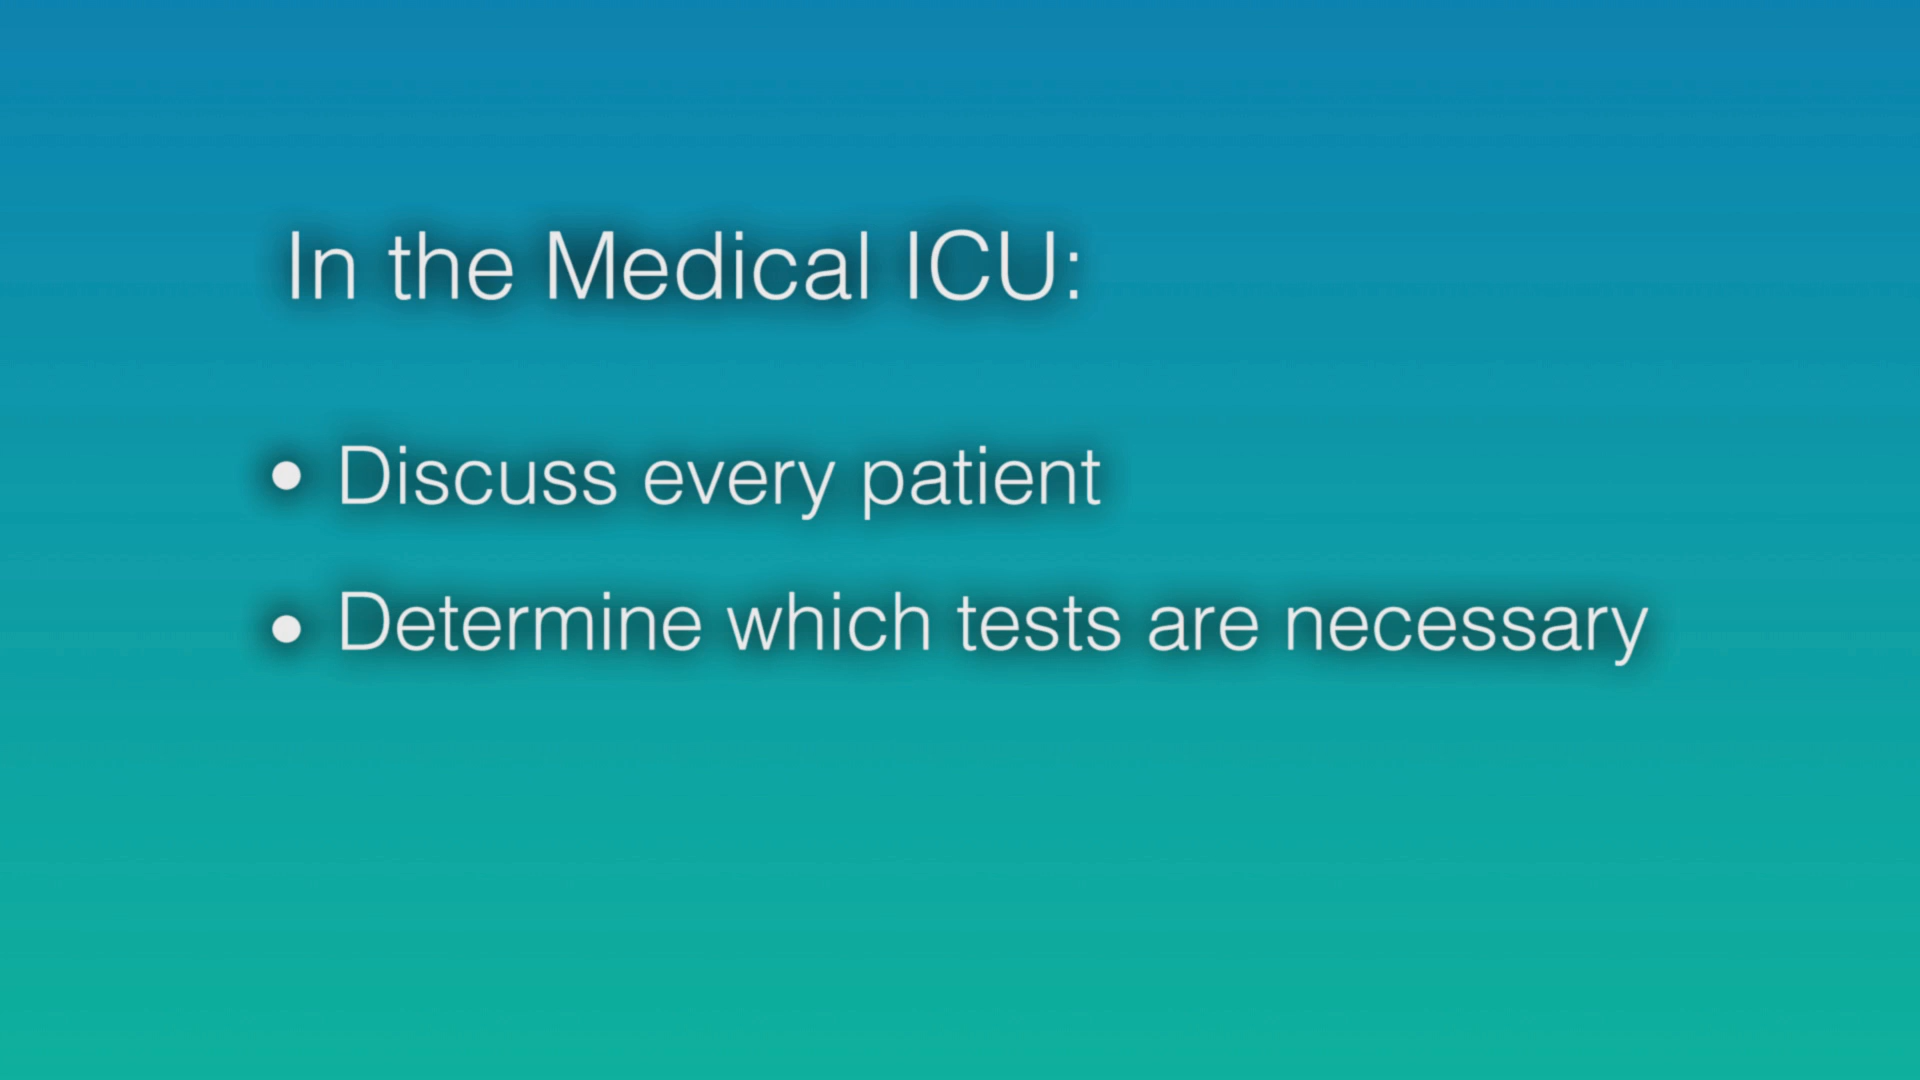 In the Medical ICU:
• Discuss every patient
• Determine which tests are necessary